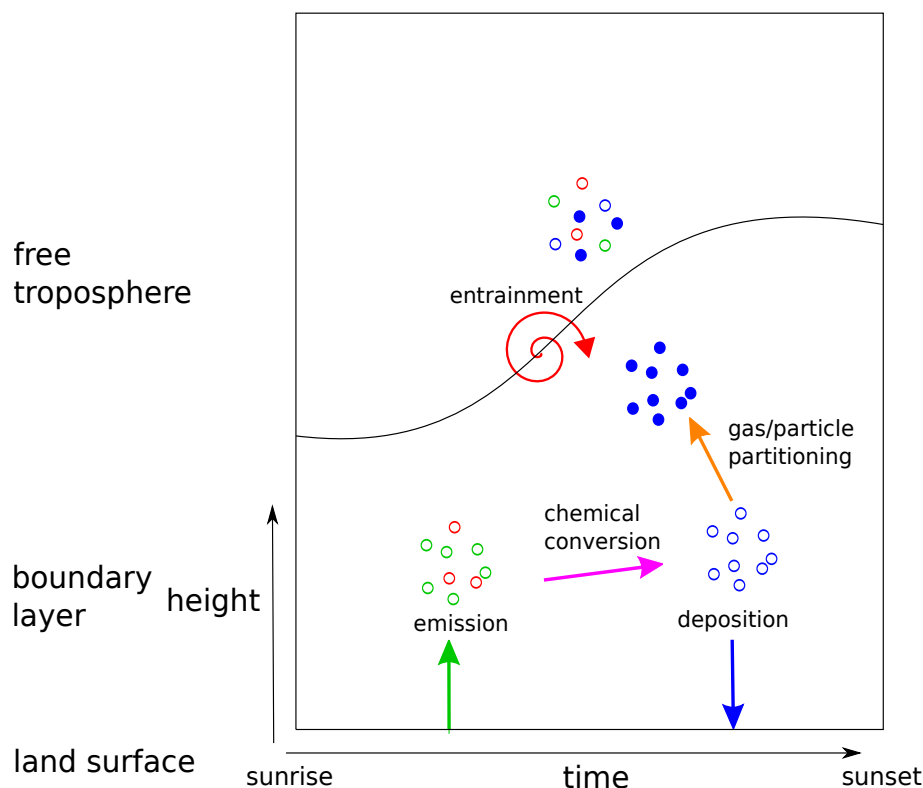 free
troposphere
entrainment
gas/particle
partitioning
chemical
conversion
boundary
layer
height
emission
deposition
land surface
sunrise
time
sunset